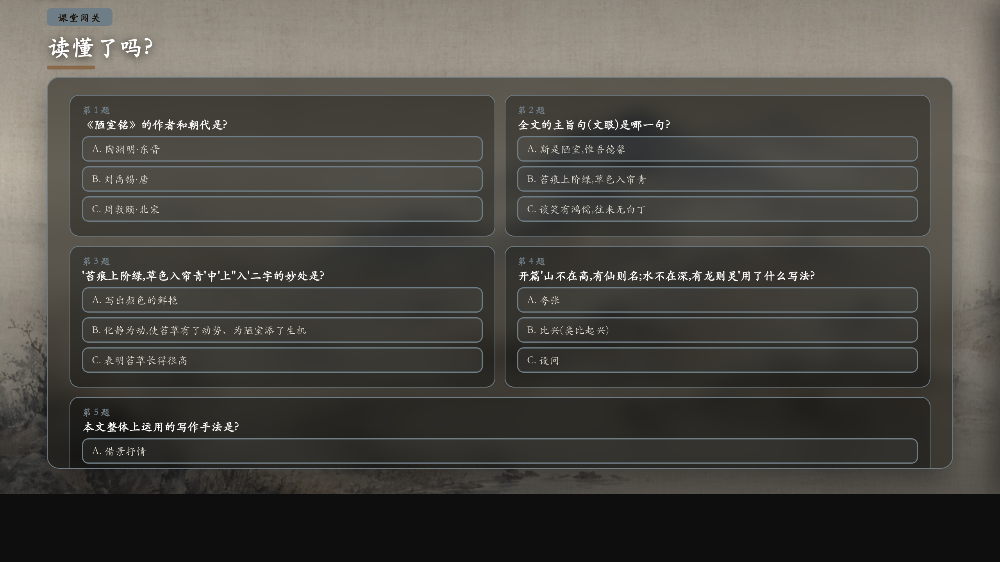 课堂闯关
读懂了吗?
第 1 题
《陋室铭》的作者和朝代是?
A. 陶渊明·东晋
B. 刘禹锡·唐
C. 周敦颐·北宋
第 2 题
全文的主旨句(文眼)是哪一句?
A. 斯是陋室,惟吾德馨
B. 苔痕上阶绿,草色入帘青
C. 谈笑有鸿儒,往来无白丁
第 3 题
'苔痕上阶绿,草色入帘青'中'上''入'二字的妙处是?
A. 写出颜色的鲜艳
B. 化静为动,使苔草有了动势、为陋室添了生机
C. 表明苔草长得很高
第 4 题
开篇'山不在高,有仙则名;水不在深,有龙则灵'用了什么写法?
A. 夸张
B. 比兴(类比起兴)
C. 设问
第 5 题
本文整体上运用的写作手法是?
A. 借景抒情